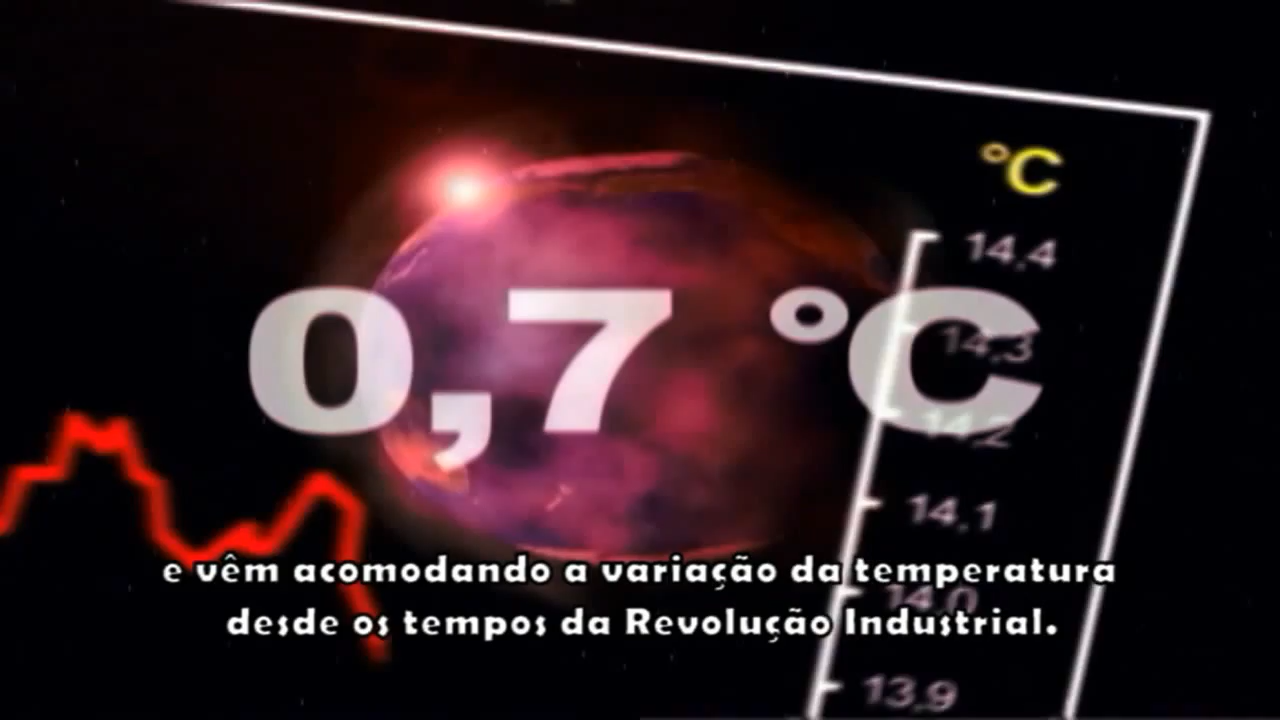 °C
14,4
14,3
0,7 °C
14,2
14,1
e vêm acomodando a variação da temperatura
14,0
desde os tempos da Revolução Industrial.
13,9